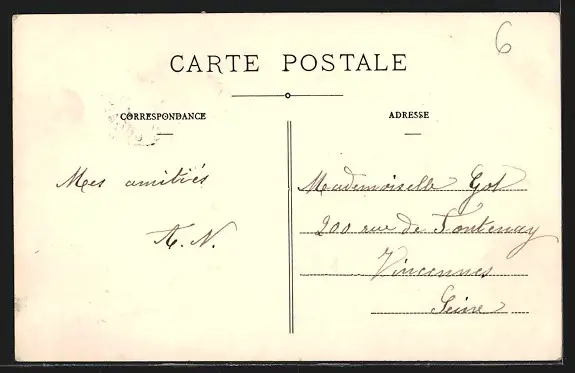 6
CARTE POSTALE
CORRESPONDANCE
ADRESSE
Mes amitiés
A. N.
Mademoiselle Got
200 rue de Fontenay
Vincennes
Seine